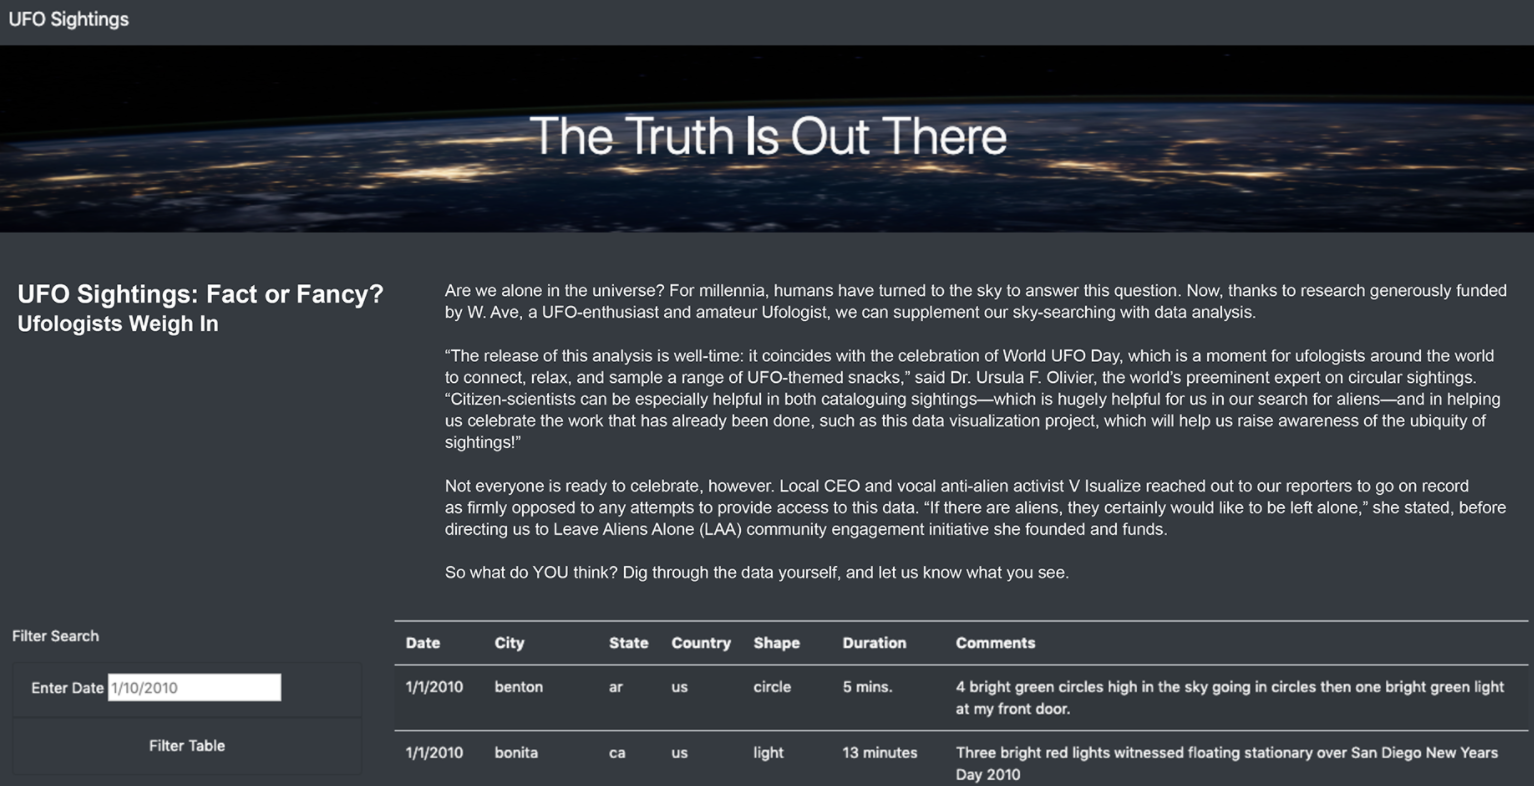 UFO Sightings
The Truth Is Out There
UFO Sightings: Fact or Fancy?
Ufologists Weigh In
Are we alone in the universe? For millennia, humans have turned to the sky to answer this question. Now, thanks to research generously funded
by W. Ave, a UFO-enthusiast and amateur Ufologist, we can supplement our sky-searching with data analysis.
“The release of this analysis is well-time: it coincides with the celebration of World UFO Day, which is a moment for ufologists around the world
to connect, relax, and sample a range of UFO-themed snacks,” said Dr. Ursula F. Olivier, the world’s preeminent expert on circular sightings.
“Citizen-scientists can be especially helpful in both cataloguing sightings—which is hugely helpful for us in our search for aliens—and in helping
us celebrate the work that has already been done, such as this data visualization project, which will help us raise awareness of the ubiquity of
sightings!”
Not everyone is ready to celebrate, however. Local CEO and vocal anti-alien activist V Isualize reached out to our reporters to go on record
as firmly opposed to any attempts to provide access to this data. “If there are aliens, they certainly would like to be left alone,” she stated, before
directing us to Leave Aliens Alone (LAA) community engagement initiative she founded and funds.
So what do YOU think? Dig through the data yourself, and let us know what you see.
Filter Search
Enter Date 1/10/2010
Filter Table
Date City State Country Shape Duration Comments
1/1/2010 benton ar us circle 5 mins. 4 bright green circles high in the sky going in circles then one bright green light
at my front door.
1/1/2010 bonita ca us light 13 minutes Three bright red lights witnessed floating stationary over San Diego New Years
Day 2010